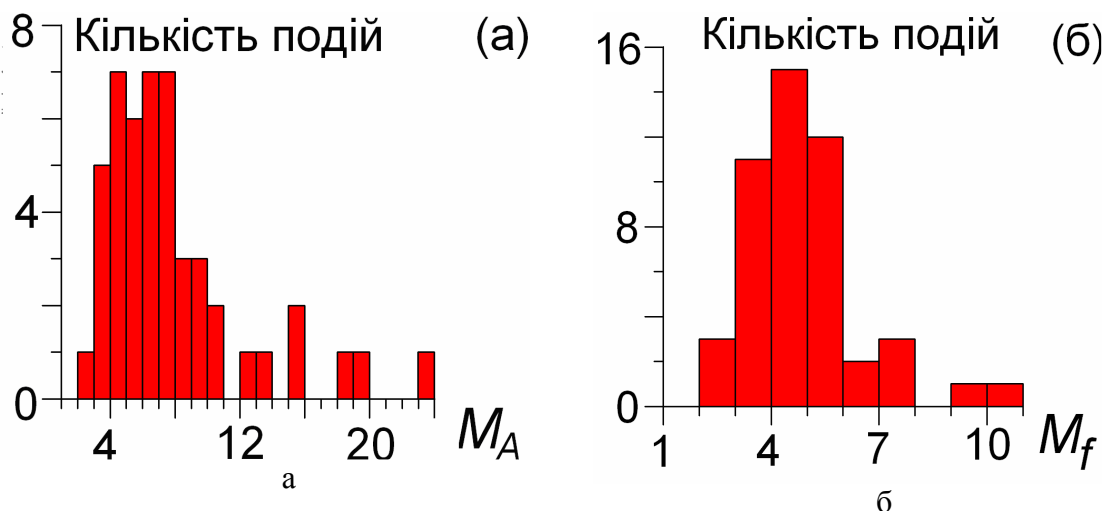 Кількість подій (а)
8
4
0
4 12 20 M_A
а
Кількість подій (б)
16
8
0
1 4 7 10 M_f
б